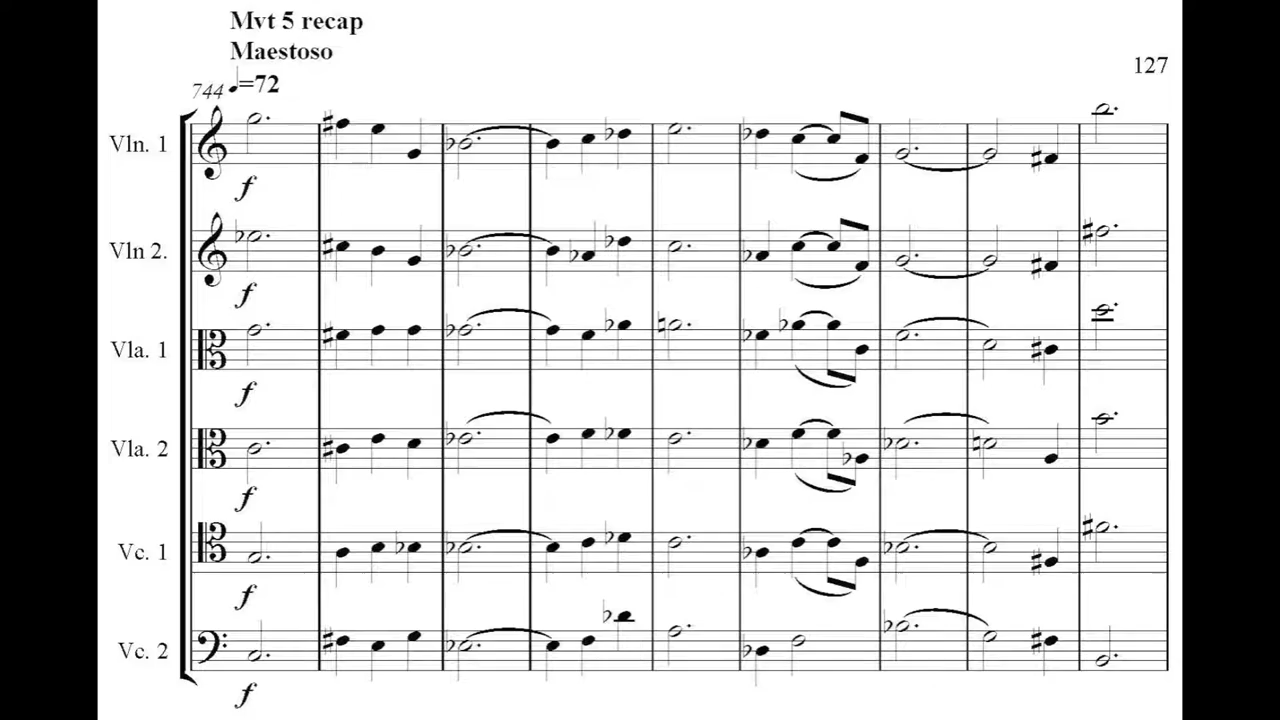 Mvt 5 recap
Maestoso
127
744 ♩=72
Vln. 1
f
Vln 2.
f
Vla. 1
f
Vla. 2
f
Vc. 1
f
Vc. 2
f